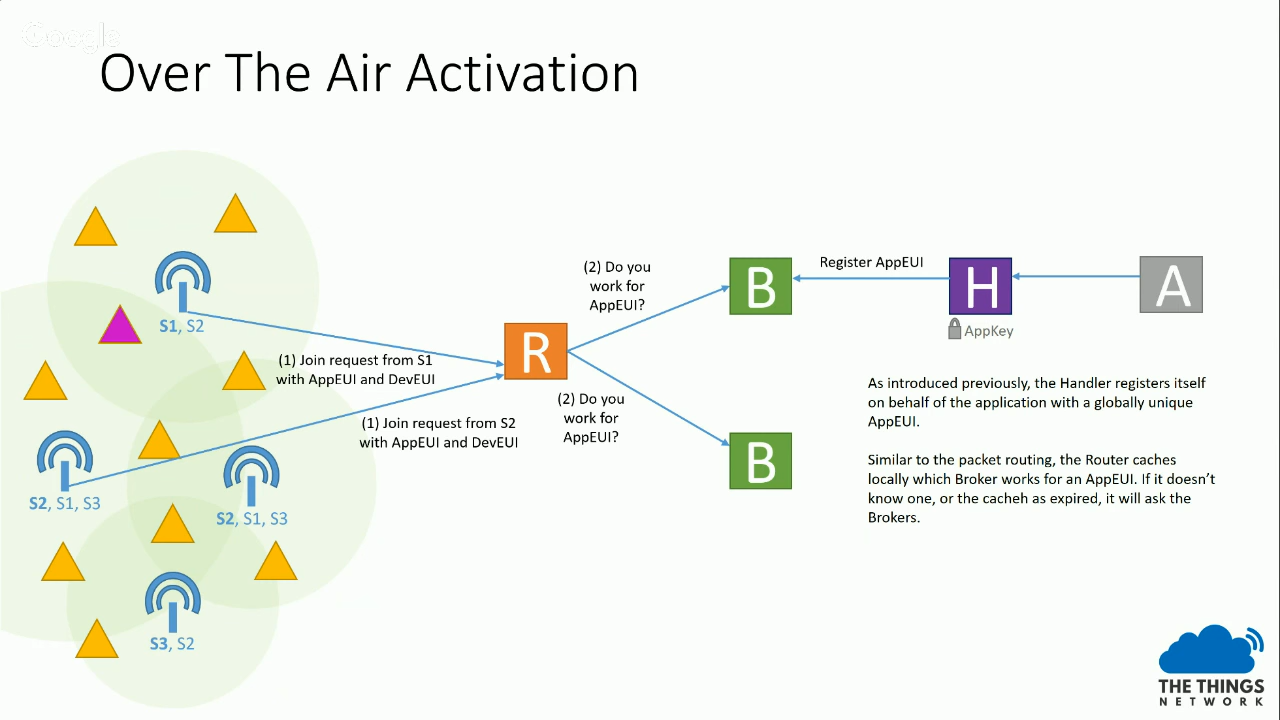 Google
Over The Air Activation
S1, S2
(1) Join request from S1
with AppEUI and DevEUI
(1) Join request from S2
with AppEUI and DevEUI
S2, S1, S3
S2, S1, S3
S3, S2
R
(2) Do you
work for
AppEUI?
(2) Do you
work for
AppEUI?
B
B
Register AppEUI
H
AppKey
A
As introduced previously, the Handler registers itself
on behalf of the application with a globally unique
AppEUI.
Similar to the packet routing, the Router caches
locally which Broker works for an AppEUI. If it doesn't
know one, or the cacheh as expired, it will ask the
Brokers.
THE THINGS
NETWORK